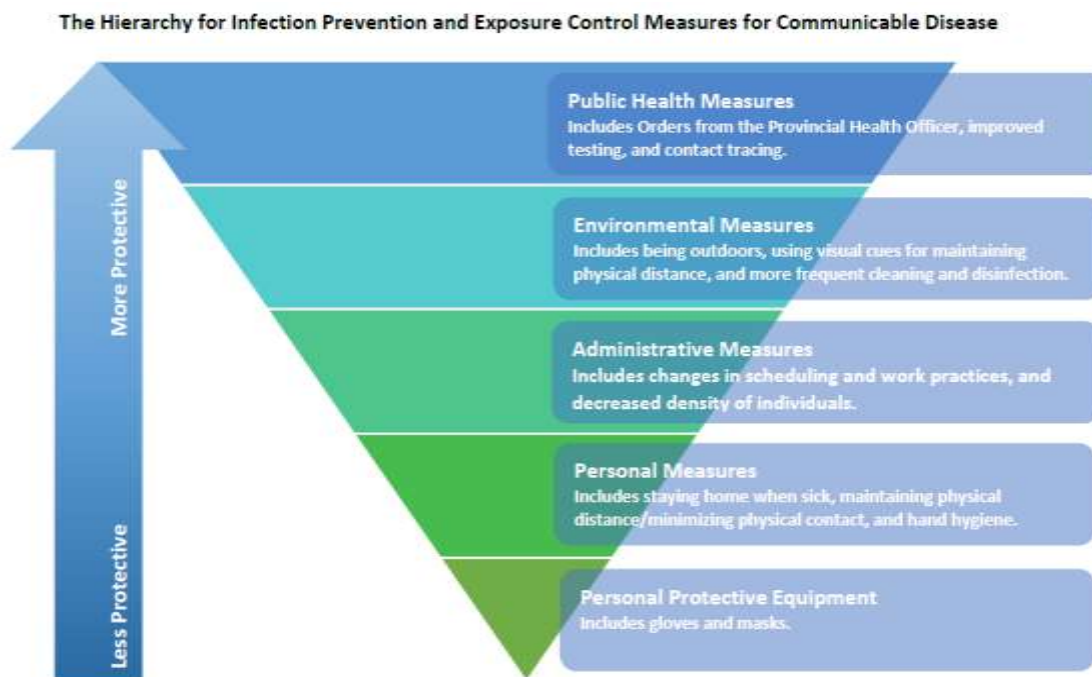 The Hierarchy for Infection Prevention and Exposure Control Measures for Communicable Disease
More Protective
Less Protective
Public Health Measures
Includes Orders from the Provincial Health Officer, improved
testing, and contact tracing.
Environmental Measures
Includes being outdoors, using visual cues for maintaining
physical distance, and more frequent cleaning and disinfection.
Administrative Measures
Includes changes in scheduling and work practices, and
decreased density of individuals.
Personal Measures
Includes staying home when sick, maintaining physical
distance/minimizing physical contact, and hand hygiene.
Personal Protective Equipment
Includes gloves and masks.